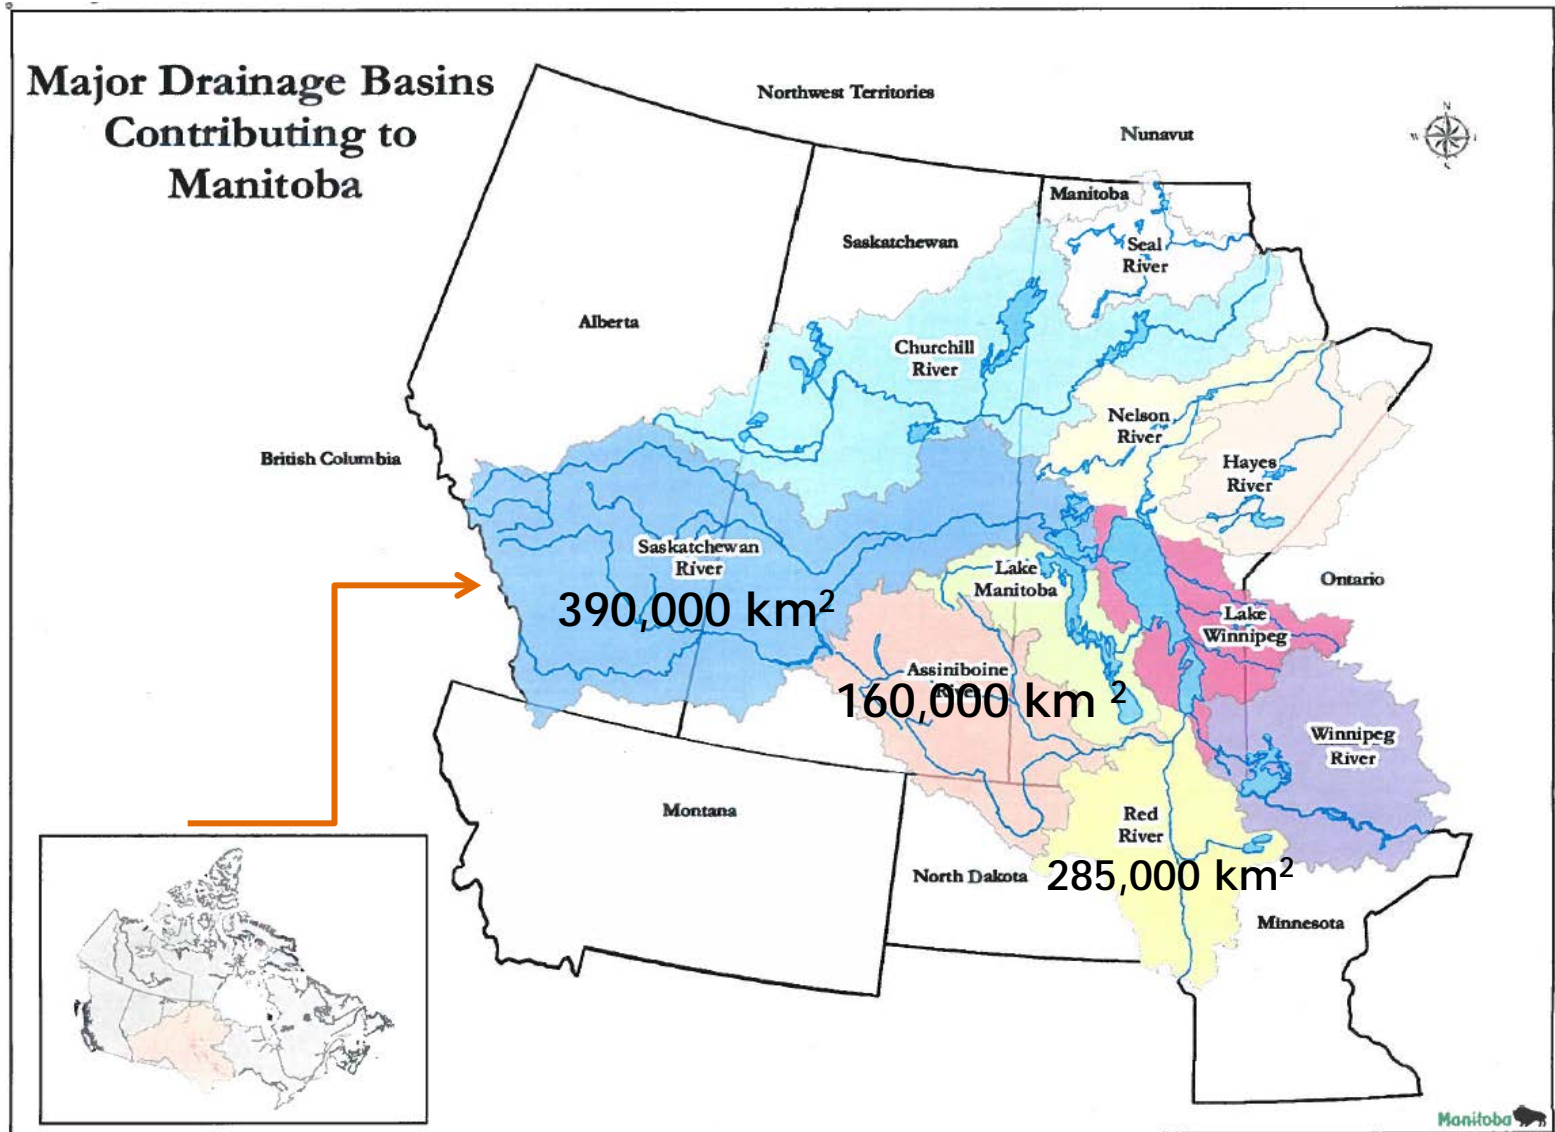 Major Drainage Basins
Contributing to
Manitoba
Northwest Territories
Nunavut
N
W
Manitoba
Saskatchewan
Seal
River
Alberta
Churchill
River
Nelson
River
British Columbia
Hayes
River
Saskatchewan
River
Lake
Manitoba
Ontario
390,000 km²
Lake
Winnipeg
Assiniboine
River
160,000 km ²
Winnipeg
River
Montana
Red
River
North Dakota
285,000 km²
Minnesota
Manitoba